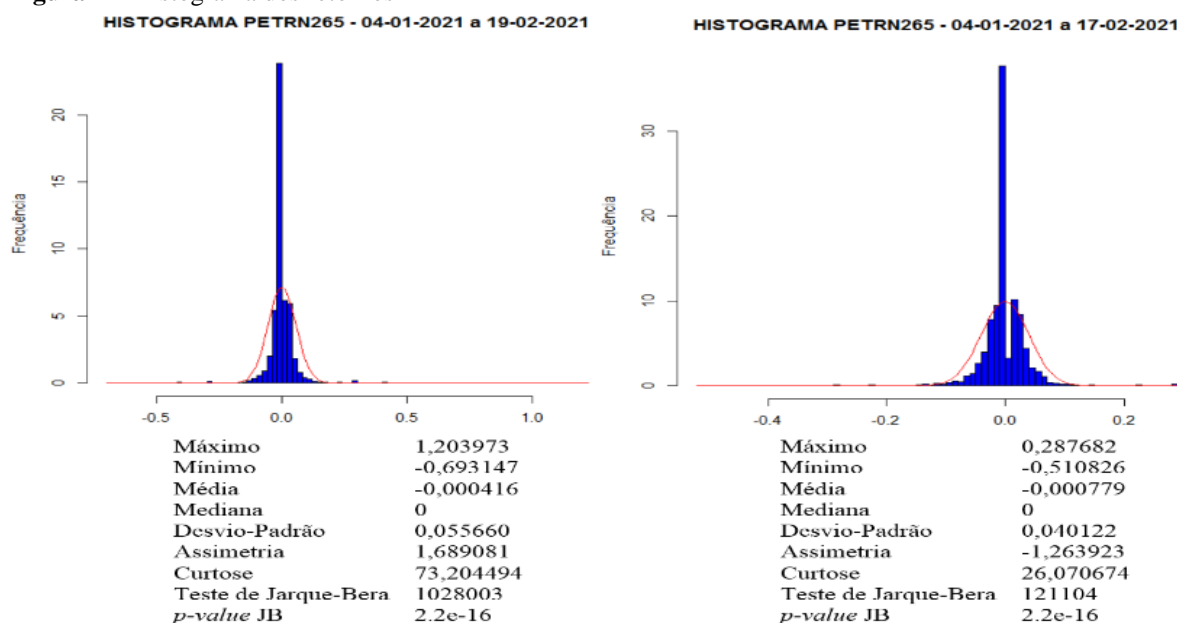 HISTOGRAMA PETRN265 - 04-01-2021 a 19-02-2021
Frequência
20
15
10
5
0
-0.5 0.0 0.5 1.0
Máximo 1,203973
Mínimo -0,693147
Média -0,000416
Mediana 0
Desvio-Padrão 0,055660
Assimetria 1,689081
Curtose 73,204494
Teste de Jarque-Bera 1028003
p-value JB 2.2e-16
HISTOGRAMA PETRN265 - 04-01-2021 a 17-02-2021
Frequência
30
20
10
0
-0.4 0.0 0.2
Máximo 0,287682
Mínimo -0,510826
Média -0,000779
Mediana 0
Desvio-Padrão 0,040122
Assimetria -1,263923
Curtose 26,070674
Teste de Jarque-Bera 121104
p-value JB 2.2e-16